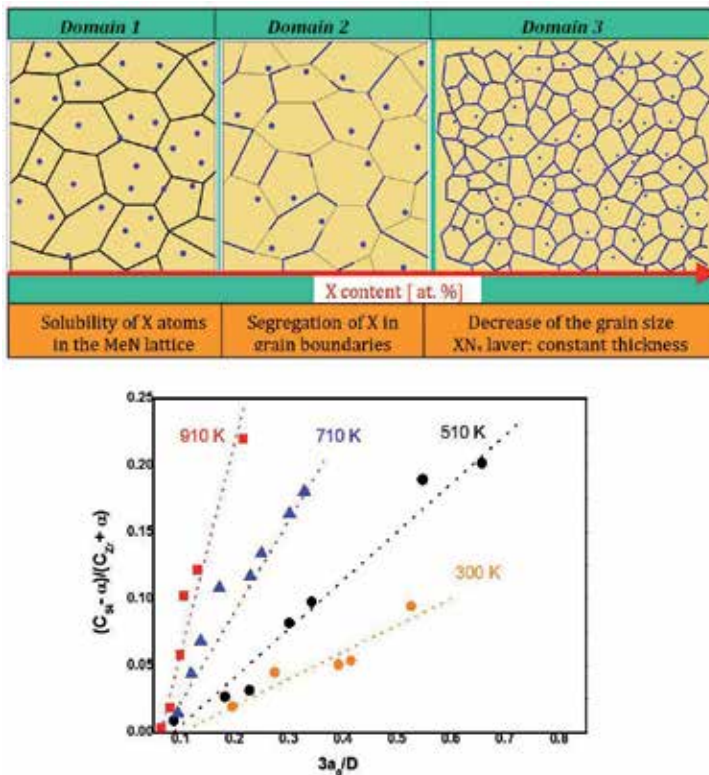 Domain 1 Domain 2 Domain 3
X content [ at. %]
Solubility of X atoms Segregation of X in Decrease of the grain size
in the MeN lattice grain boundaries XNₓ layer: constant thickness
0.25
910 K 710 K 510 K
0.20
0.15
(C_Si - α)/(C_Zr + α)
0.10
300 K
0.05
0.00
0.1 0.2 0.3 0.4 0.5 0.6 0.7 0.8
3a₀/D